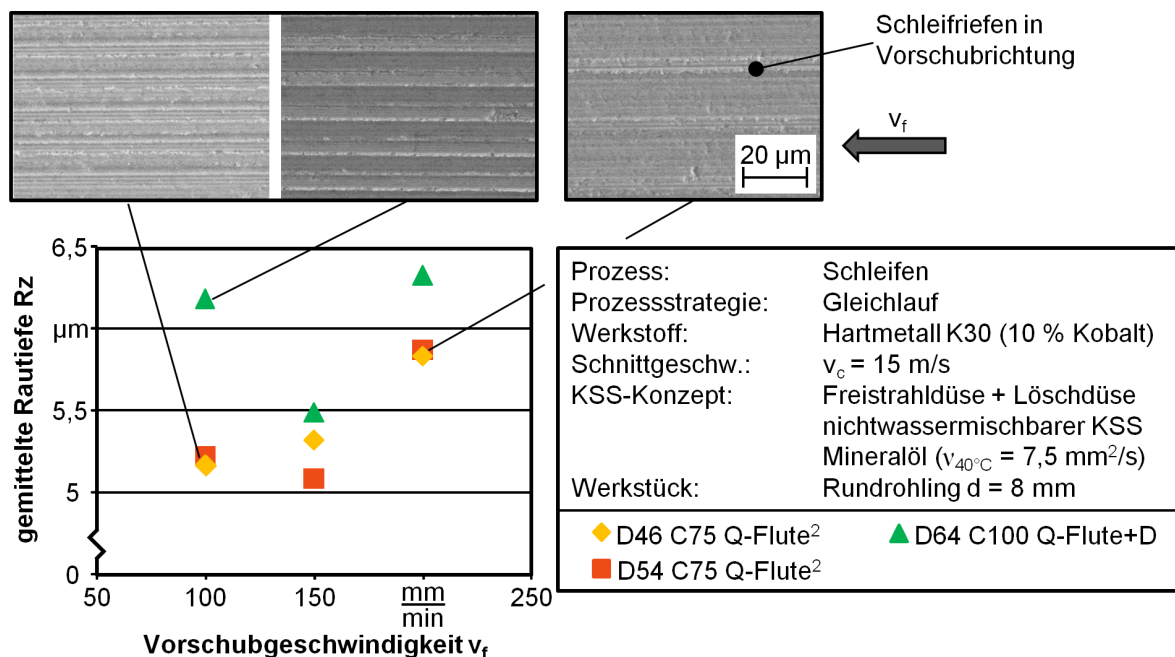 Schleifriefen in
Vorschubrichtung
v_f
20 µm
gemittelte Rautiefe Rz
6,5
µm
5,5
5
0
50
100
150
mm
min
250
Vorschubgeschwindigkeit v_f
Prozess: Schleifen
Prozessstrategie: Gleichlauf
Werkstoff: Hartmetall K30 (10 % Kobalt)
Schnittgeschw.: v_c = 15 m/s
KSS-Konzept: Freistrahldüse + Löschdüse
nichtwassermischbarer KSS
Mineralöl (ν_40°C = 7,5 mm²/s)
Werkstück: Rundrohling d = 8 mm
D46 C75 Q-Flute² D64 C100 Q-Flute+D
D54 C75 Q-Flute²